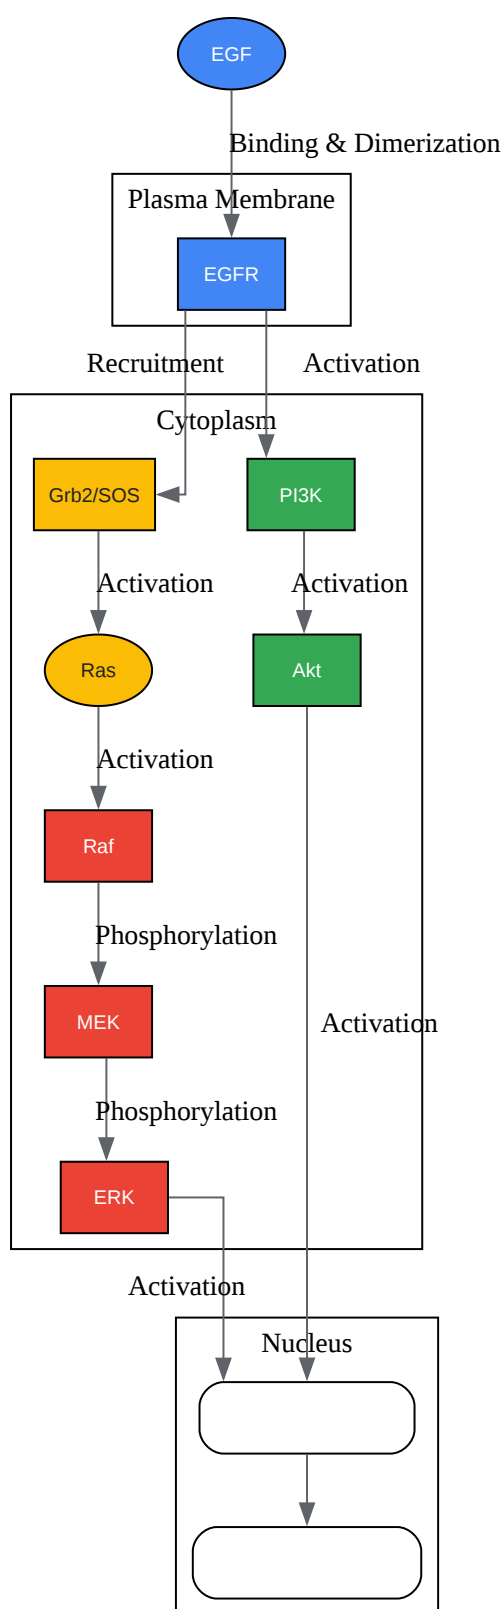 EGF
Binding & Dimerization
Plasma Membrane
EGFR
Recruitment
Activation
Cytoplasm
Grb2/SOS
PI3K
Activation
Activation
Ras
Akt
Activation
Raf
Phosphorylation
MEK
Activation
Phosphorylation
ERK
Activation
Nucleus